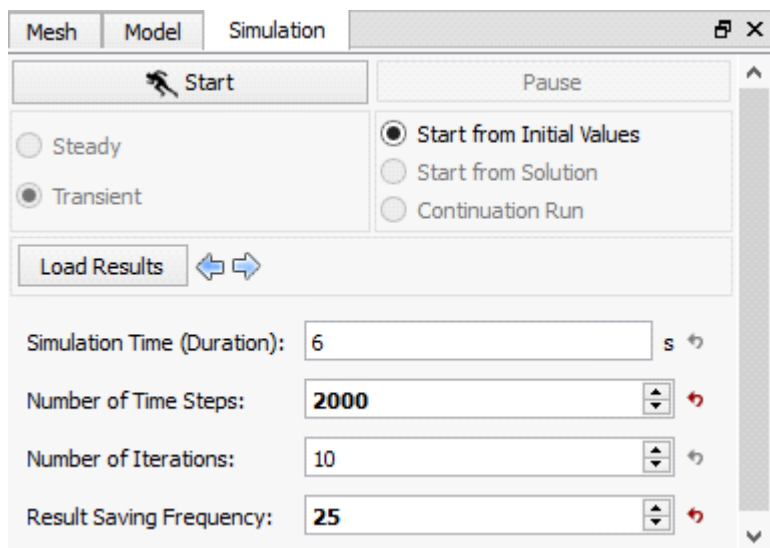 Mesh Model Simulation
Start Pause
Steady
Transient
Start from Initial Values
Start from Solution
Continuation Run
Load Results
Simulation Time (Duration): 6 s
Number of Time Steps: 2000
Number of Iterations: 10
Result Saving Frequency: 25